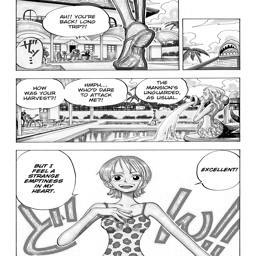 AH!! YOU'RE
BACK! LONG
TRIP?!
THE
MANSION'S
UNGUARDED,
AS USUAL.
HMPH...
WHO'D DARE
TO ATTACK
ME?!
HOW
WAS YOUR
HARVEST?!
EXCELLENT!
BUT I
FEEL A
STRANGE
EMPTINESS
IN MY
HEART.